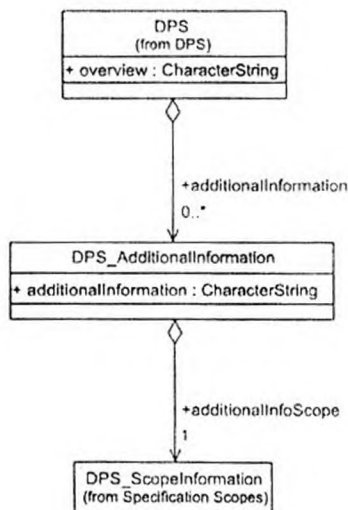 DPS
(from DPS)
+ overview : CharacterString
+additionalInformation
0..*
DPS_AdditionalInformation
+ additionalInformation : CharacterString
+additionalInfoScope
1
DPS_ScopeInformation
(from Specification Scopes)